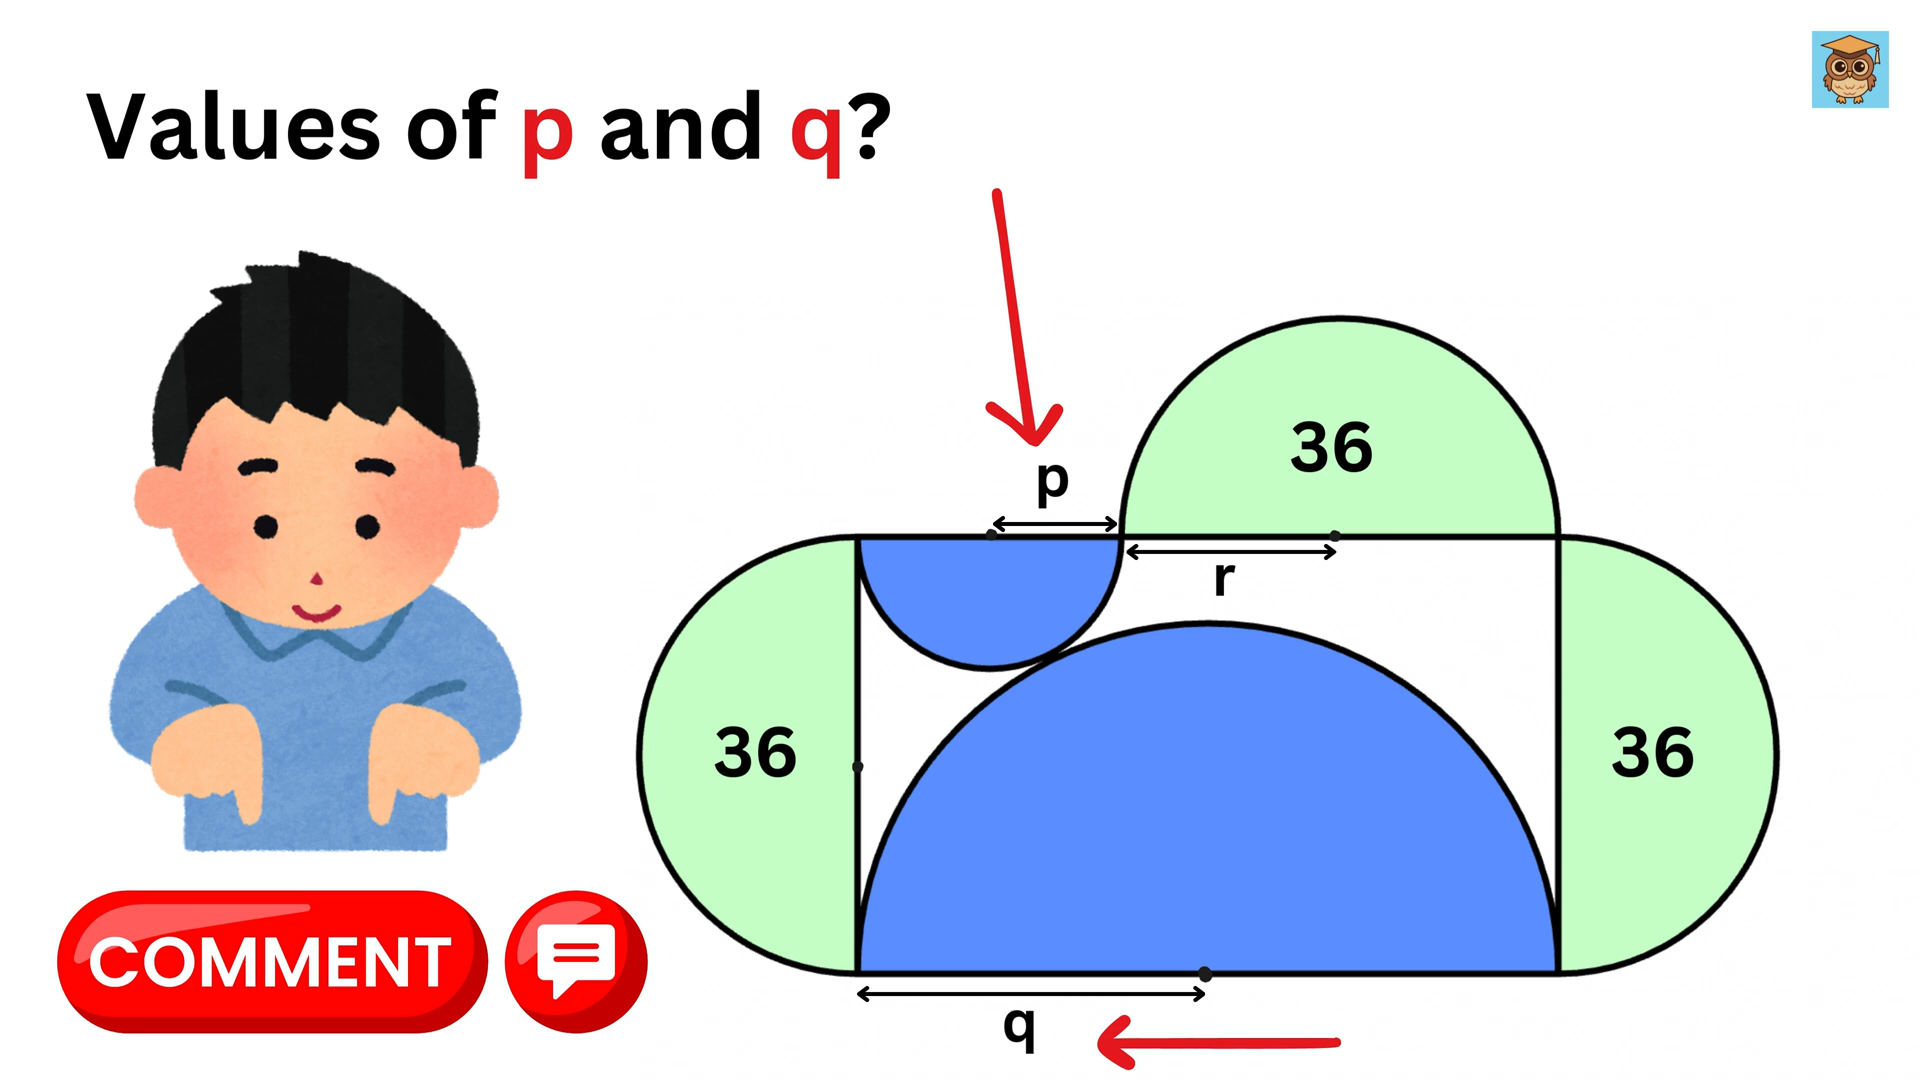 Values of p and q?
36
p
r
36
36
q
COMMENT